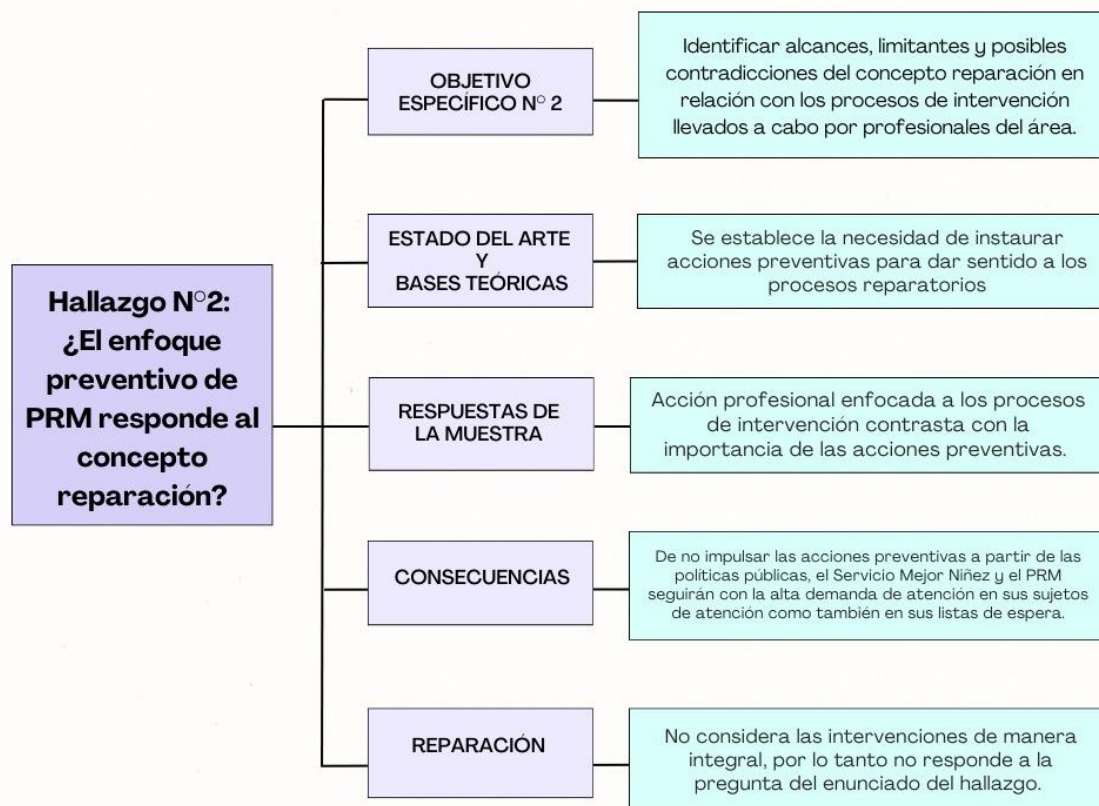 Hallazgo N°2:
¿El enfoque
preventivo de
PRM responde al
concepto
reparación?
OBJETIVO
ESPECÍFICO N° 2
Identificar alcances, limitantes y posibles
contradicciones del concepto reparación en
relación con los procesos de intervención
llevados a cabo por profesionales del área.
ESTADO DEL ARTE
Y
BASES TEÓRICAS
Se establece la necesidad de instaurar
acciones preventivas para dar sentido a los
procesos reparatorios
RESPUESTAS DE
LA MUESTRA
Acción profesional enfocada a los procesos
de intervención contrasta con la
importancia de las acciones preventivas.
CONSECUENCIAS
De no impulsar las acciones preventivas a partir de las
políticas públicas, el Servicio Mejor Niñez y el PRM
seguirán con la alta demanda de atención en sus sujetos
de atención como también en sus listas de espera.
REPARACIÓN
No considera las intervenciones de manera
integral, por lo tanto no responde a la
pregunta del enunciado del hallazgo.